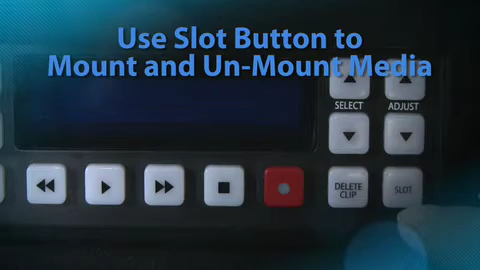 Use Slot Button to
Mount and Un-Mount Media
SELECT
ADJUST
DELETE
CLIP
SLOT